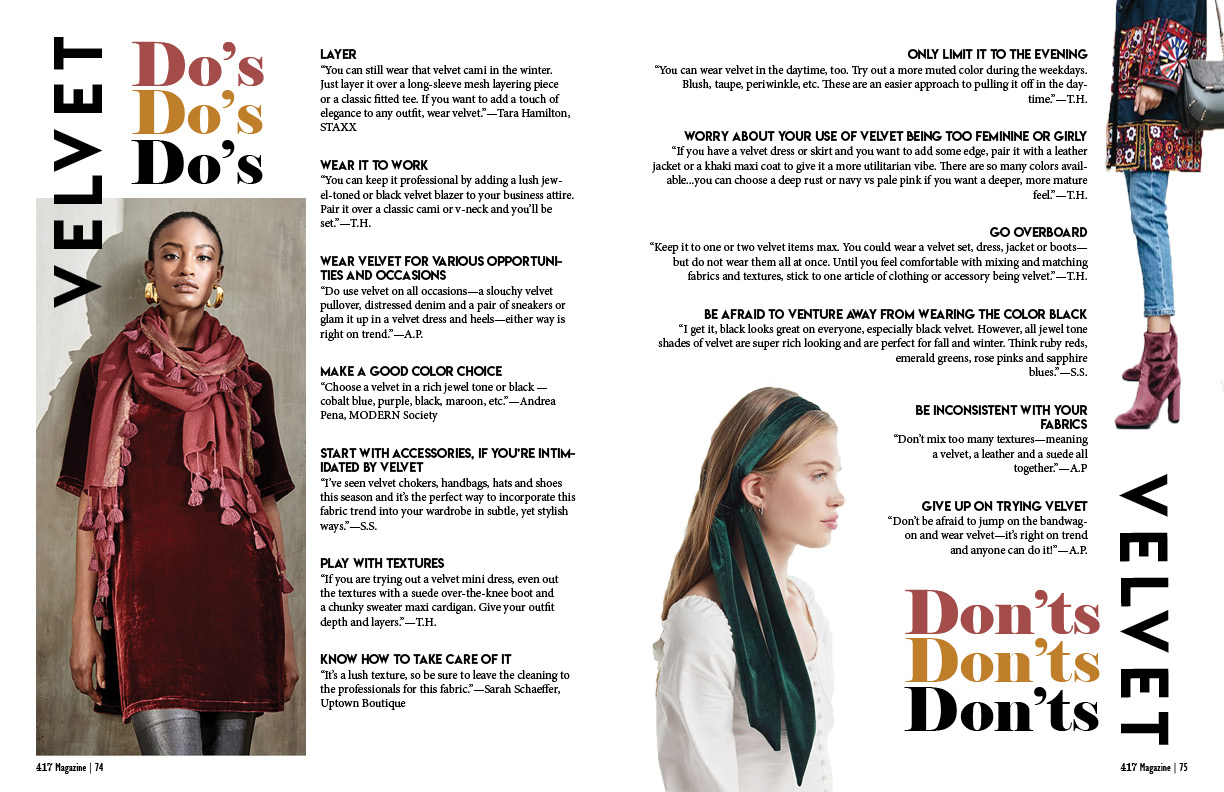 VELVET
Do’s
Do’s
Do’s
LAYER
“You can still wear that velvet cami in the winter.
Just layer it over a long-sleeve mesh layering piece
or a classic fitted tee. If you want to add a touch of
elegance to any outfit, wear velvet.”—Tara Hamilton,
STAXX
WEAR IT TO WORK
“You can keep it professional by adding a lush jew-
el-toned or black velvet blazer to your business attire.
Pair it over a classic cami or v-neck and you’ll be
set.”—T.H.
WEAR VELVET FOR VARIOUS OPPORTUNI-
TIES AND OCCASIONS
“Do use velvet on all occasions—a slouchy velvet
pullover, distressed denim and a pair of sneakers or
glam it up in a velvet dress and heels—either way is
right on trend.”—A.P.
MAKE A GOOD COLOR CHOICE
“Choose a velvet in a rich jewel tone or black —
cobalt blue, purple, black, maroon, etc.”—Andrea
Pena, MODERN Society
START WITH ACCESSORIES, IF YOU’RE INTIM-
IDATED BY VELVET
“I’ve seen velvet chokers, handbags, hats and shoes
this season and it’s the perfect way to incorporate this
fabric trend into your wardrobe in subtle, yet stylish
ways.”—S.S.
PLAY WITH TEXTURES
“If you are trying out a velvet mini dress, even out
the textures with a suede over-the-knee boot and
a chunky sweater maxi cardigan. Give your outfit
depth and layers.”—T.H.
KNOW HOW TO TAKE CARE OF IT
“It’s a lush texture, so be sure to leave the cleaning to
the professionals for this fabric.”—Sarah Schaeffer,
Uptown Boutique
417 Magazine | 74
ONLY LIMIT IT TO THE EVENING
“You can wear velvet in the daytime, too. Try out a more muted color during the weekdays.
Blush, taupe, periwinkle, etc. These are an easier approach to pulling it off in the day-
time.”—T.H.
WORRY ABOUT YOUR USE OF VELVET BEING TOO FEMININE OR GIRLY
“If you have a velvet dress or skirt and you want to add some edge, pair it with a leather
jacket or a khaki maxi coat to give it a more utilitarian vibe. There are so many colors avail-
able...you can choose a deep rust or navy vs pale pink if you want a deeper, more mature
feel.”—T.H.
GO OVERBOARD
“Keep it to one or two velvet items max. You could wear a velvet set, dress, jacket or boots—
but do not wear them all at once. Until you feel comfortable with mixing and matching
fabrics and textures, stick to one article of clothing or accessory being velvet.”—T.H.
BE AFRAID TO VENTURE AWAY FROM WEARING THE COLOR BLACK
“I get it, black looks great on everyone, especially black velvet. However, all jewel tone
shades of velvet are super rich looking and are perfect for fall and winter. Think ruby reds,
emerald greens, rose pinks and sapphire
blues.”—S.S.
BE INCONSISTENT WITH YOUR
FABRICS
“Don’t mix too many textures—meaning
a velvet, a leather and a suede all
together.”—A.P
GIVE UP ON TRYING VELVET
“Don’t be afraid to jump on the bandwag-
on and wear velvet—it’s right on trend
and anyone can do it!”—A.P.
Don’ts
Don’ts
Don’ts
VELVET
417 Magazine | 75